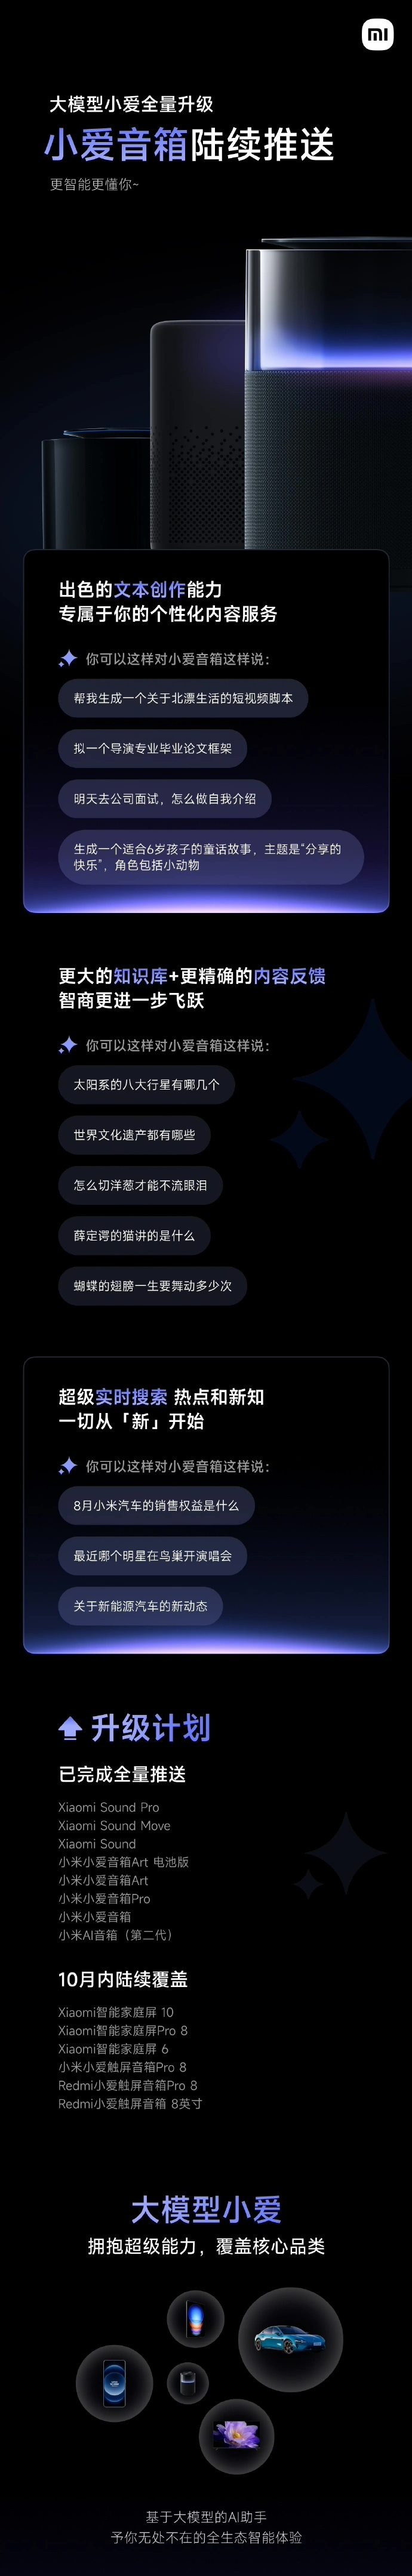 mi
大模型小爱全量升级
小爱音箱陆续推送
更智能更懂你~
出色的文本创作能力
专属于你的个性化内容服务
你可以这样对小爱音箱这样说：
帮我生成一个关于北漂生活的短视频脚本
拟一个导演专业毕业论文框架
明天去公司面试，怎么做自我介绍
生成一个适合6岁孩子的童话故事，主题是“分享的
快乐”，角色包括小动物
更大的知识库+更精确的内容反馈
智商更进一步飞跃
你可以这样对小爱音箱这样说：
太阳系的八大行星有哪几个
世界文化遗产都有哪些
怎么切洋葱才能不流眼泪
薛定谔的猫讲的是什么
蝴蝶的翅膀一生要舞动多少次
超级实时搜索 热点和新知
一切从「新」开始
你可以这样对小爱音箱这样说：
8月小米汽车的销售权益是什么
最近哪个明星在鸟巢开演唱会
关于新能源汽车的新动态
升级计划
已完成全量推送
Xiaomi Sound Pro
Xiaomi Sound Move
Xiaomi Sound
小米小爱音箱Art 电池版
小米小爱音箱Art
小米小爱音箱Pro
小米小爱音箱
小米AI音箱（第二代）
10月内陆续覆盖
Xiaomi智能家庭屏 10
Xiaomi智能家庭屏Pro 8
Xiaomi智能家庭屏 6
小米小爱触屏音箱Pro 8
Redmi小爱触屏音箱Pro 8
Redmi小爱触屏音箱 8英寸
大模型小爱
拥抱超级能力，覆盖核心品类
基于大模型的AI助手
予你无处不在的全生态智能体验